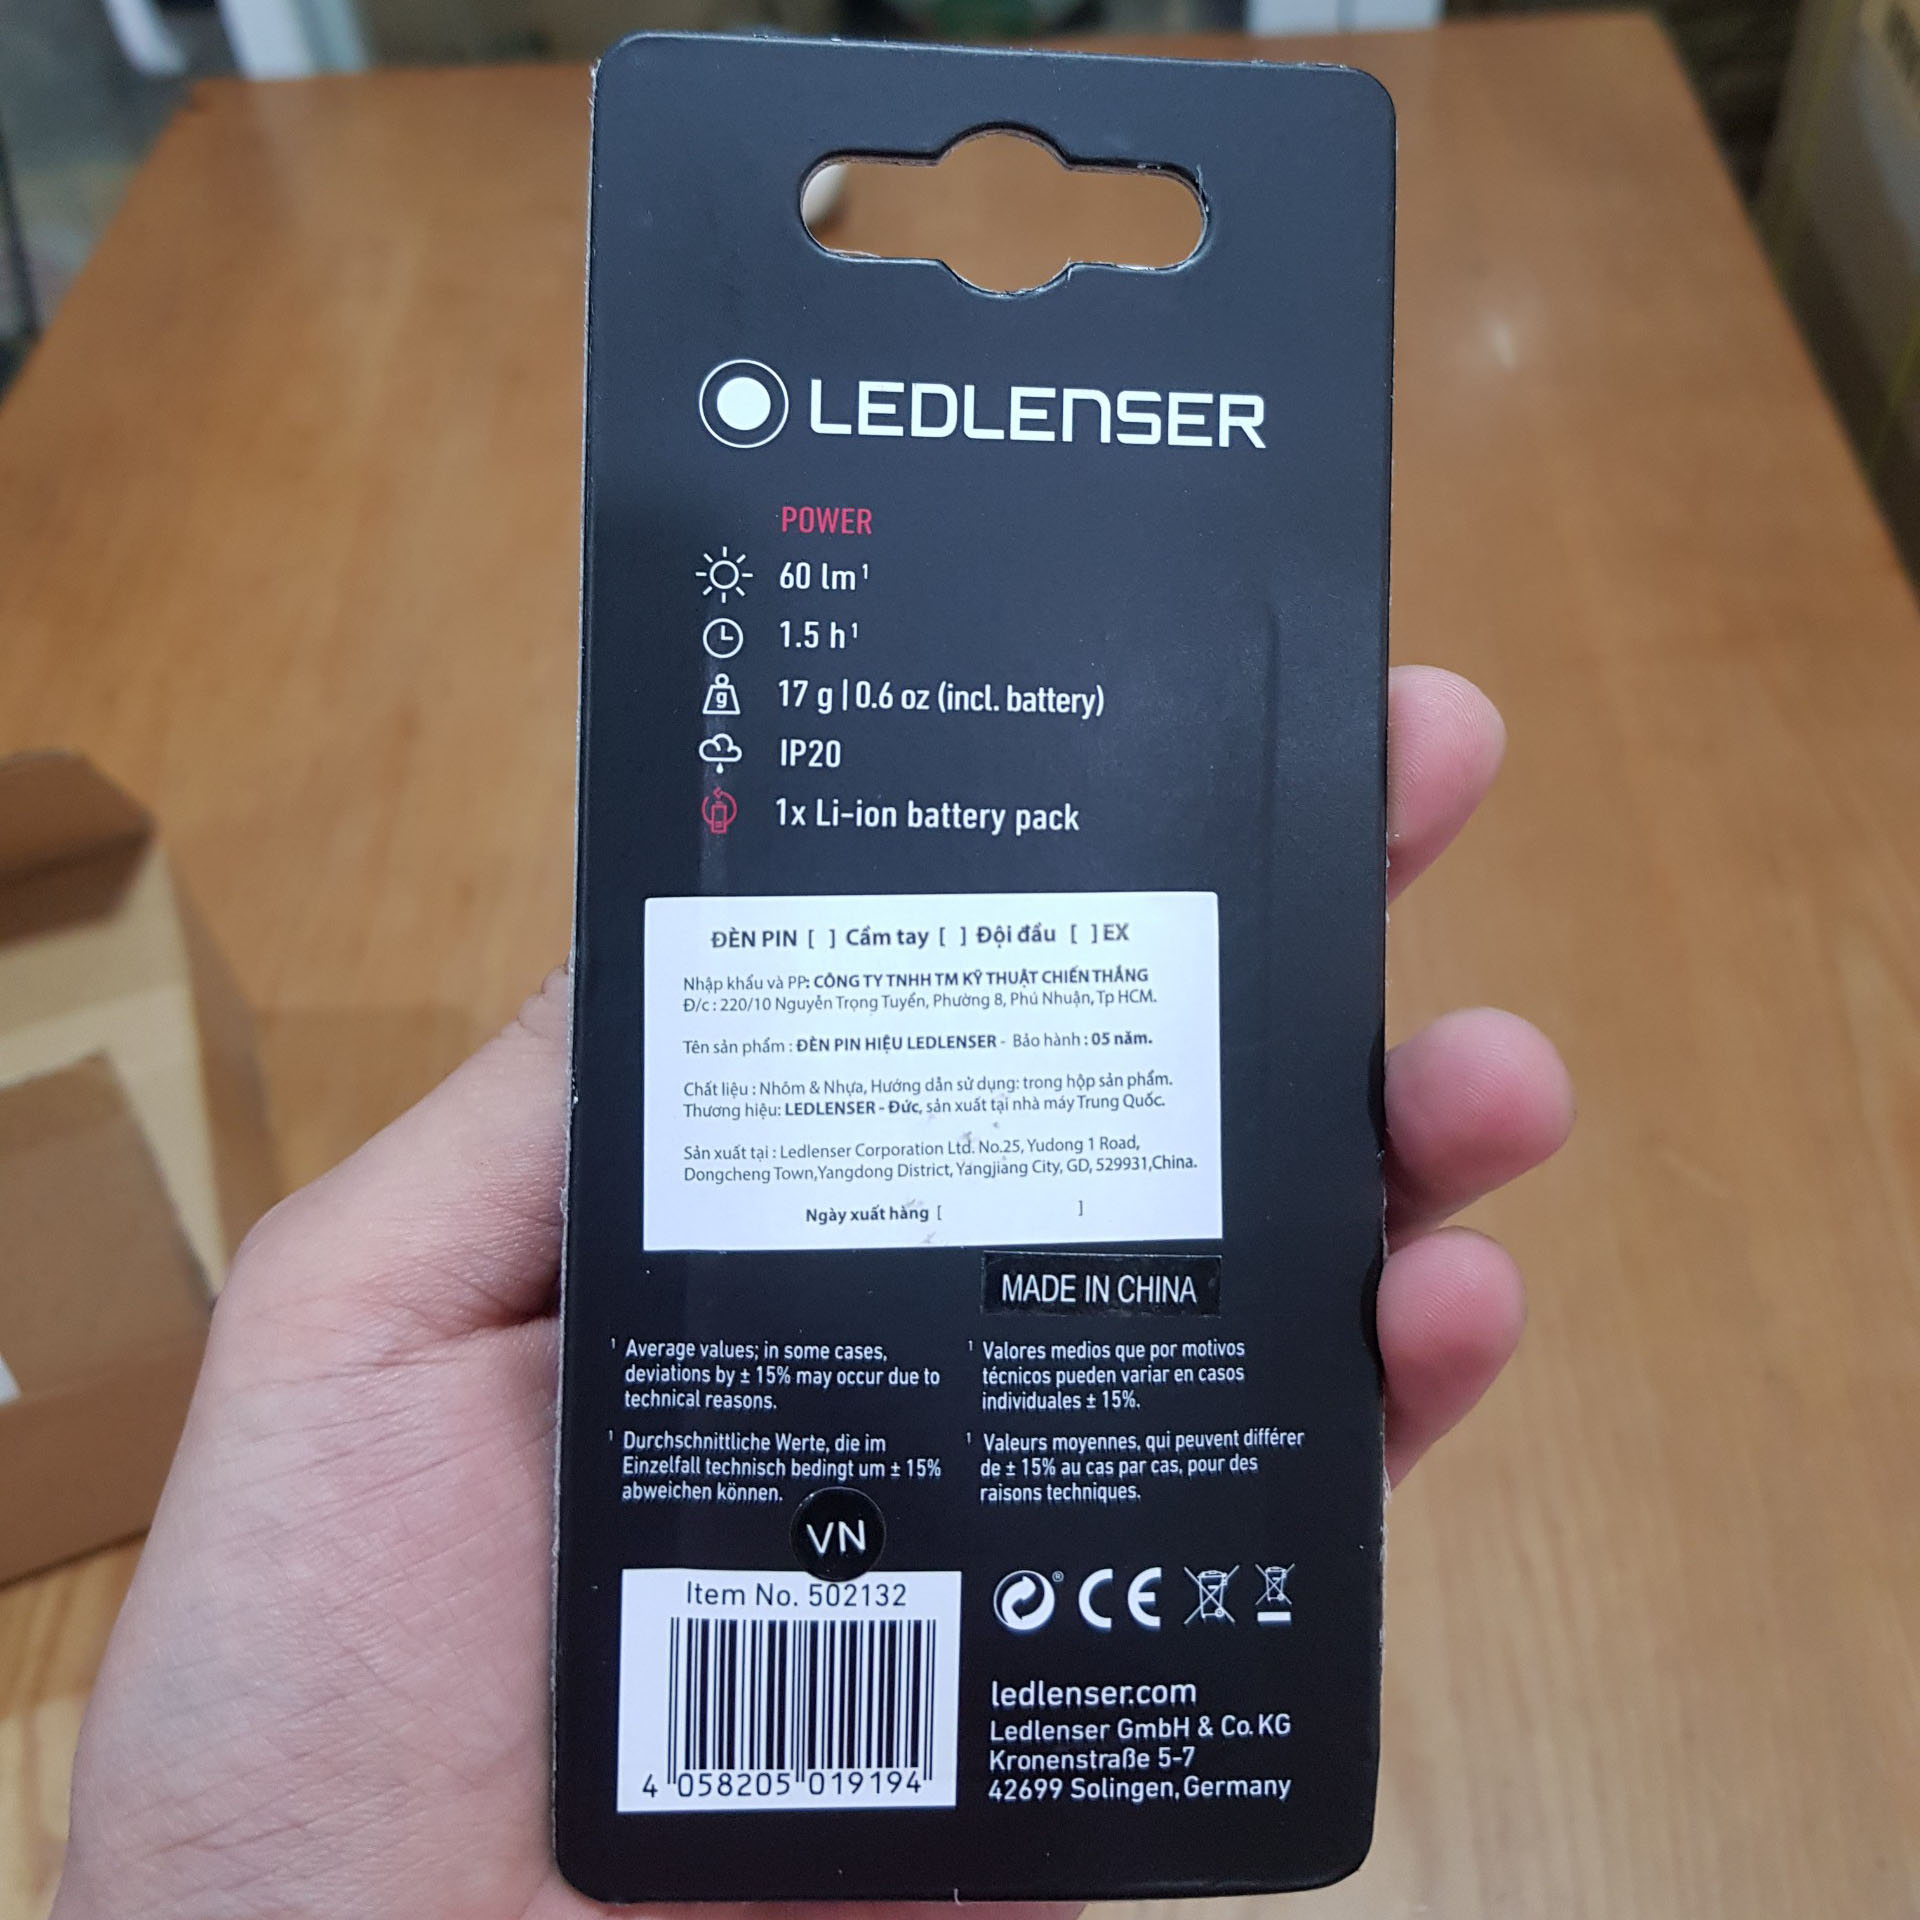 LEDLENSER
POWER
60 lm¹
1.5 h¹
g
17 g | 0.6 oz (incl. battery)
IP20
1x Li-ion battery pack
ĐÈN PIN [ ] Cầm tay [ ] Đội đầu [ ] EX
Nhập khẩu và PP: CÔNG TY TNHH TM KỸ THUẬT CHIẾN THẮNG
Đ/c : 220/10 Nguyễn Trọng Tuyển, Phường 8, Phú Nhuận, Tp HCM.
Tên sản phẩm : ĐÈN PIN HIỆU LEDLENSER - Bảo hành : 05 năm.
Chất liệu : Nhôm & Nhựa, Hướng dẫn sử dụng: trong hộp sản phẩm.
Thương hiệu: LEDLENSER - Đức, sản xuất tại nhà máy Trung Quốc.
Sản xuất tại : Ledlenser Corporation Ltd. No.25, Yudong 1 Road,
Dongcheng Town,Yangdong District, Yangjiang City, GD, 529931,China.
Ngày xuất hàng [ ]
MADE IN CHINA
¹ Average values; in some cases,
deviations by ± 15% may occur due to
technical reasons.
¹ Durchschnittliche Werte, die im
Einzelfall technisch bedingt um ± 15%
abweichen können.
¹ Valores medios que por motivos
técnicos pueden variar en casos
individuales ± 15%.
¹ Valeurs moyennes, qui peuvent différer
de ± 15% au cas par cas, pour des
raisons techniques.
VN
Item No. 502132
4 058205 019194
® CE
ledlenser.com
Ledlenser GmbH & Co. KG
Kronenstraße 5-7
42699 Solingen, Germany